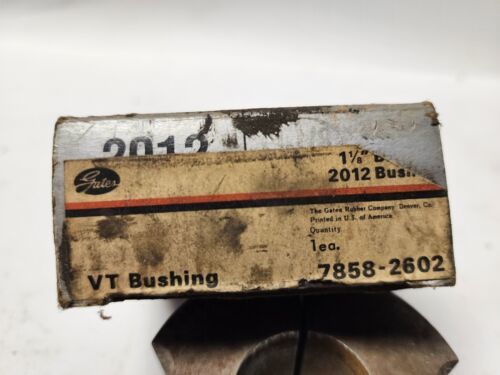 2012
1⅛"
2012 Bus
Gates
The Gates Rubber Company Denver, Co.
Printed in U.S. of America
Quantity
1ea.
VT Bushing
7858-2602